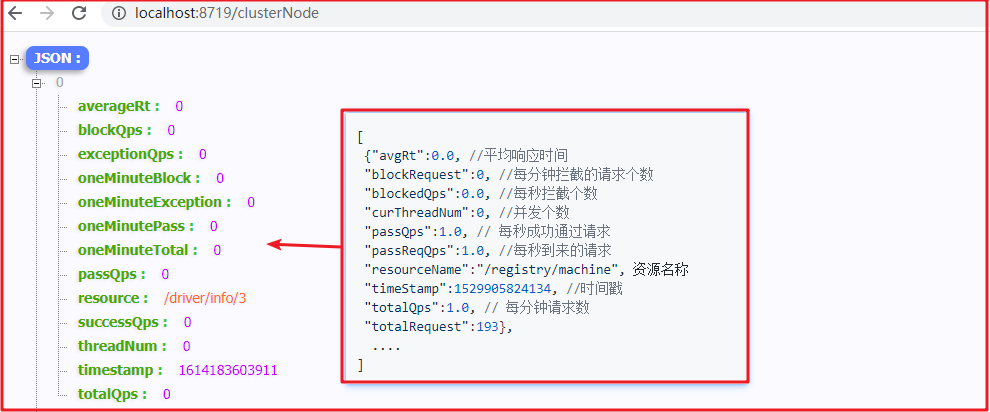 localhost:8719/clusterNode
JSON :
0
averageRt : 0
blockQps : 0
exceptionQps : 0
oneMinuteBlock : 0
oneMinuteException : 0
oneMinutePass : 0
oneMinuteTotal : 0
passQps : 0
resource : /driver/info/3
successQps : 0
threadNum : 0
timestamp : 1614183603911
totalQps : 0
[
{"avgRt":0.0, //平均响应时间
"blockRequest":0, //每分钟拦截的请求个数
"blockedQps":0.0, //每秒拦截个数
"curThreadNum":0, //并发个数
"passQps":1.0, // 每秒成功通过请求
"passReqQps":1.0, //每秒到来的请求
"resourceName":"/registry/machine", 资源名称
"timeStamp":1529905824134, //时间戳
"totalQps":1.0, // 每分钟请求数
"totalRequest":193},
....
]